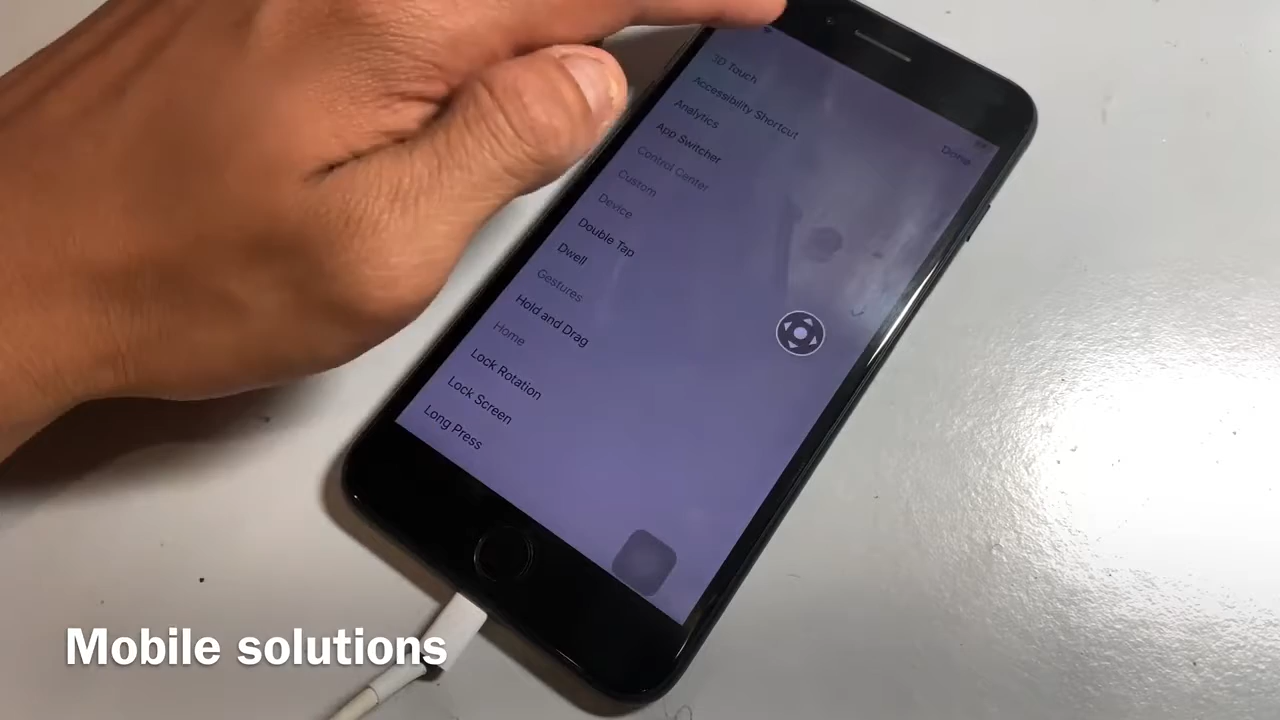 3D Touch
Accessibility Shortcut
Analytics
App Switcher
Control Center
Custom
Device
Double Tap
Dwell
Gestures
Hold and Drag
Home
Lock Rotation
Lock Screen
Long Press
Done
Mobile solutions